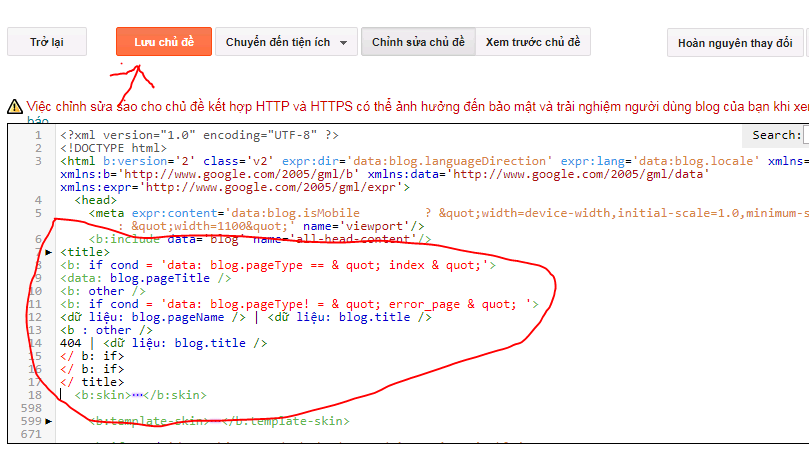 Trở lại Lưu chủ đề Chuyển đến tiện ích Chỉnh sửa chủ đề Xem trước chủ đề Hoàn nguyên thay đổi
Việc chỉnh sửa sao cho chủ đề kết hợp HTTP và HTTPS có thể ảnh hưởng đến bảo mật và trải nghiệm người dùng blog của bạn khi xem
báo
Search:
1 <?xml version="1.0" encoding="UTF-8" ?>
2 <!DOCTYPE html>
3 <html b:version='2' class='v2' expr:dir='data:blog.languageDirection' expr:lang='data:blog.locale' xmlns=
xmlns:b='http://www.google.com/2005/gml/b' xmlns:data='http://www.google.com/2005/gml/data'
xmlns:expr='http://www.google.com/2005/gml/expr'>
4 <head>
5 <meta expr:content='data:blog.isMobile ? &quot;width=device-width,initial-scale=1.0,minimum-s
: &quot;width=1100&quot;' name='viewport'/>
6 <b:include data='blog' name='all-head-content'/>
7 <title>
8 <b: if cond = 'data: blog.pageType == & quot; index & quot;'>
9 <data: blog.pageTitle />
10 <b: other />
11 <b: if cond = 'data: blog.pageType! = & quot; error_page & quot; '>
12 <dữ liệu: blog.pageName /> | <dữ liệu: blog.title />
13 <b : other />
14 404 | <dữ liệu: blog.title />
15 </ b: if>
16 </ b: if>
17 </ title>
18 <b:skin>⋯</b:skin>
598
599 <b:template-skin>⋯</b:template-skin>
671